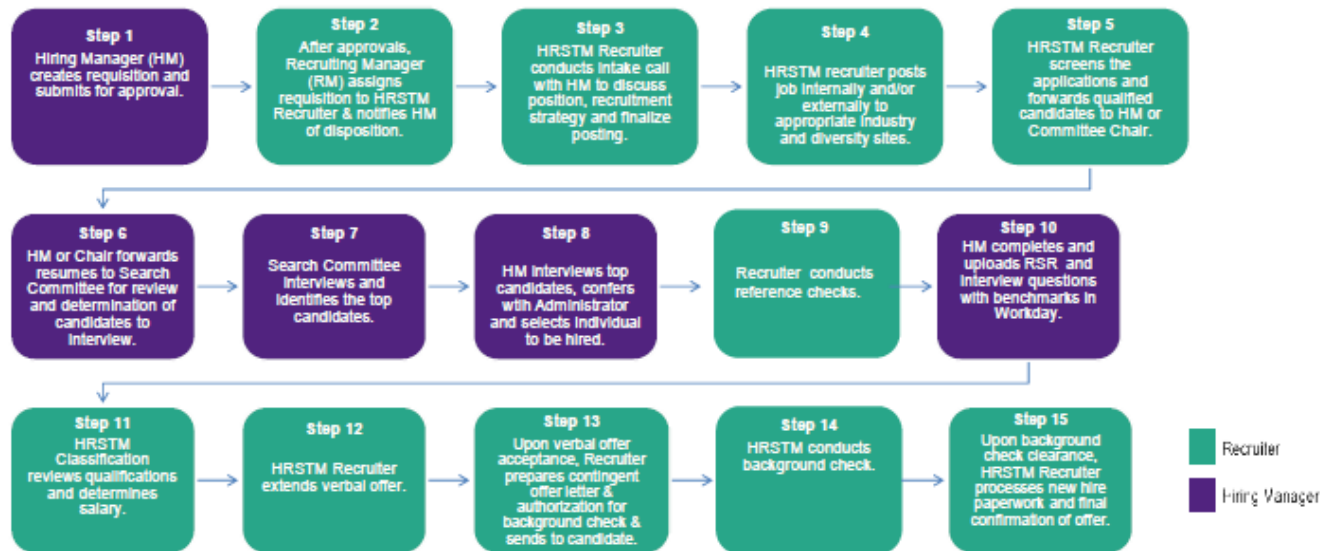 Step 1
Hiring Manager (HM)
creates requisition and
submits for approval.
Step 2
After approvals,
Recruiting Manager
(RM) assigns
requisition to HRSTM
Recruiter & notifies HM
of disposition.
Step 3
HRSTM Recruiter
conducts intake call
with HM to discuss
position, recruitment
strategy and finalize
posting.
Step 4
HRSTM recruiter posts
job internally and/or
externally to
appropriate industry
and diversity sites.
Step 5
HRSTM Recruiter
screens the
applications and
forwards qualified
candidates to HM or
Committee Chair.
Step 6
HM or Chair forwards
resumes to Search
Committee for review
and determination of
candidates to
interview.
Step 7
Search Committee
interviews and
identifies the top
candidates.
Step 8
HM interviews top
candidates, confers
wtih Administrator
and selects individual
to be hired.
Step 9
Recruiter conducts
reference checks.
Step 10
HM completes and
uploads RSR and
interview questions
with benchmarks in
Workday.
Step 11
HRSTM
Classification
reviews qualifications
and determines
salary.
Step 12
HRSTM Recruiter
extends verbal offer.
Step 13
Upon verbal offer
acceptance, Recruiter
prepares contingent
offer letter &
authorization for
background check &
sends to candidate.
Step 14
HRSTM conducts
background check.
Step 15
Upon background
check clearance,
HRSTM Recruiter
processes new hire
paperwork and final
confirmation of offer.
Recruiter
Hiring Manager